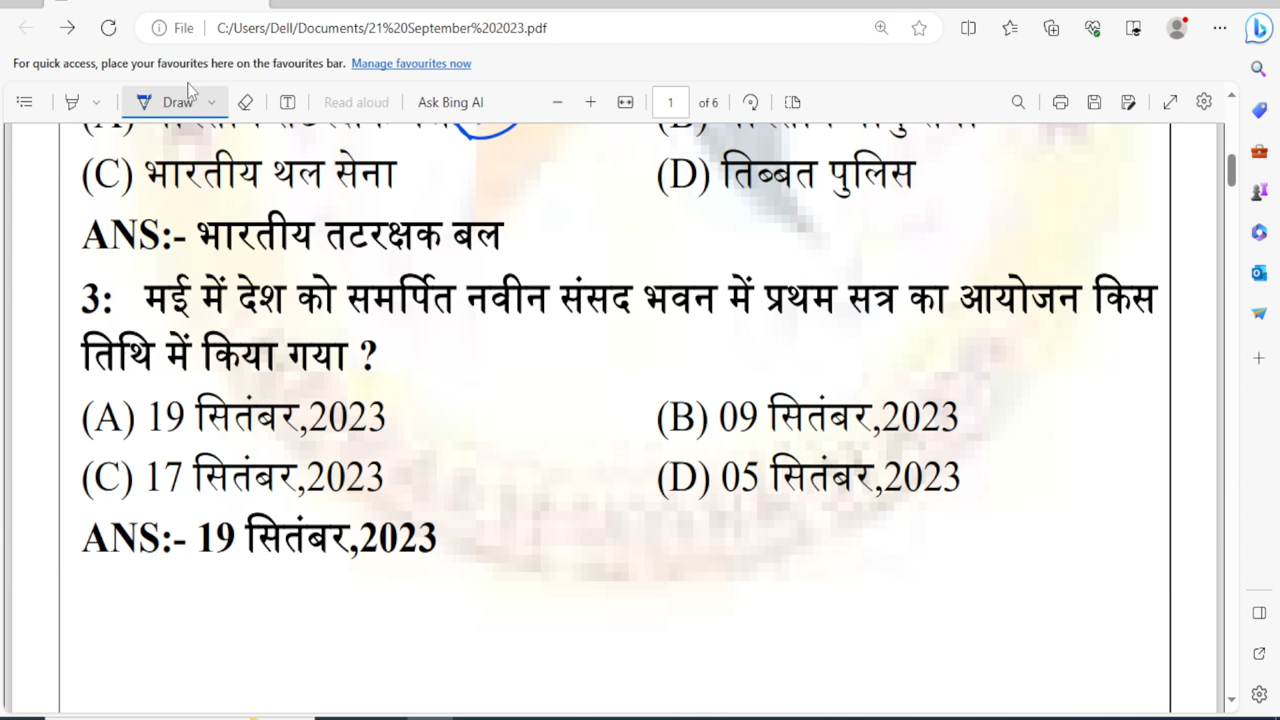 File C:/Users/Dell/Documents/21%20September%202023.pdf
For quick access, place your favourites here on the favourites bar. Manage favourites now
Draw Read aloud Ask Bing AI 1 of 6
(C) भारतीय थल सेना (D) तिब्बत पुलिस
ANS:- भारतीय तटरक्षक बल
3: मई में देश को समर्पित नवीन संसद भवन में प्रथम सत्र का आयोजन किस
तिथि में किया गया ?
(A) 19 सितंबर,2023 (B) 09 सितंबर,2023
(C) 17 सितंबर,2023 (D) 05 सितंबर,2023
ANS:- 19 सितंबर,2023